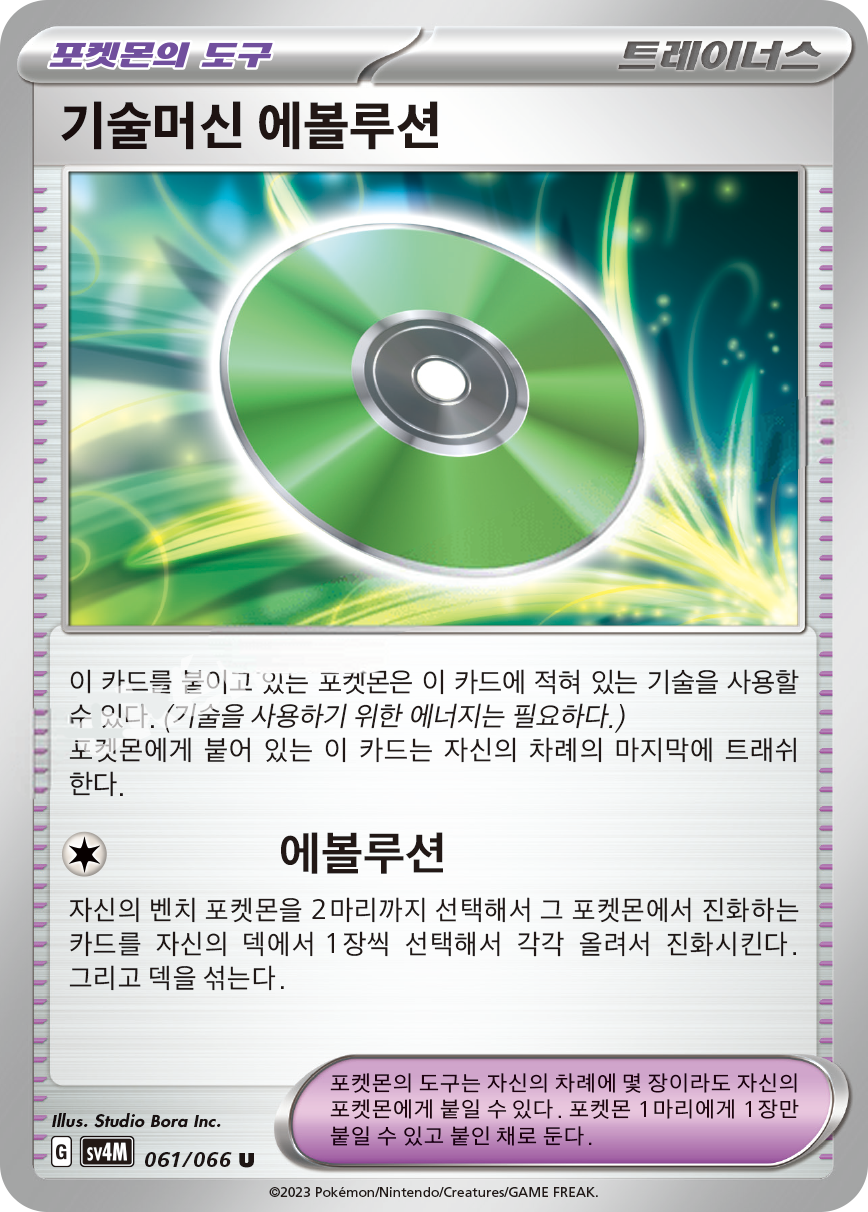 포켓몬의 도구
트레이너스
기술머신 에볼루션
이 카드를 붙이고 있는 포켓몬은 이 카드에 적혀 있는 기술을 사용할
수 있다. (기술을 사용하기 위한 에너지는 필요하다.)
포켓몬에게 붙어 있는 이 카드는 자신의 차례의 마지막에 트래쉬
한다.
에볼루션
자신의 벤치 포켓몬을 2마리까지 선택해서 그 포켓몬에서 진화하는
카드를 자신의 덱에서 1장씩 선택해서 각각 올려서 진화시킨다.
그리고 덱을 섞는다.
포켓몬의 도구는 자신의 차례에 몇 장이라도 자신의
포켓몬에게 붙일 수 있다. 포켓몬 1마리에게 1장만
붙일 수 있고 붙인 채로 둔다.
Illus. Studio Bora Inc.
G sv4M 061/066 U
©2023 Pokémon/Nintendo/Creatures/GAME FREAK.